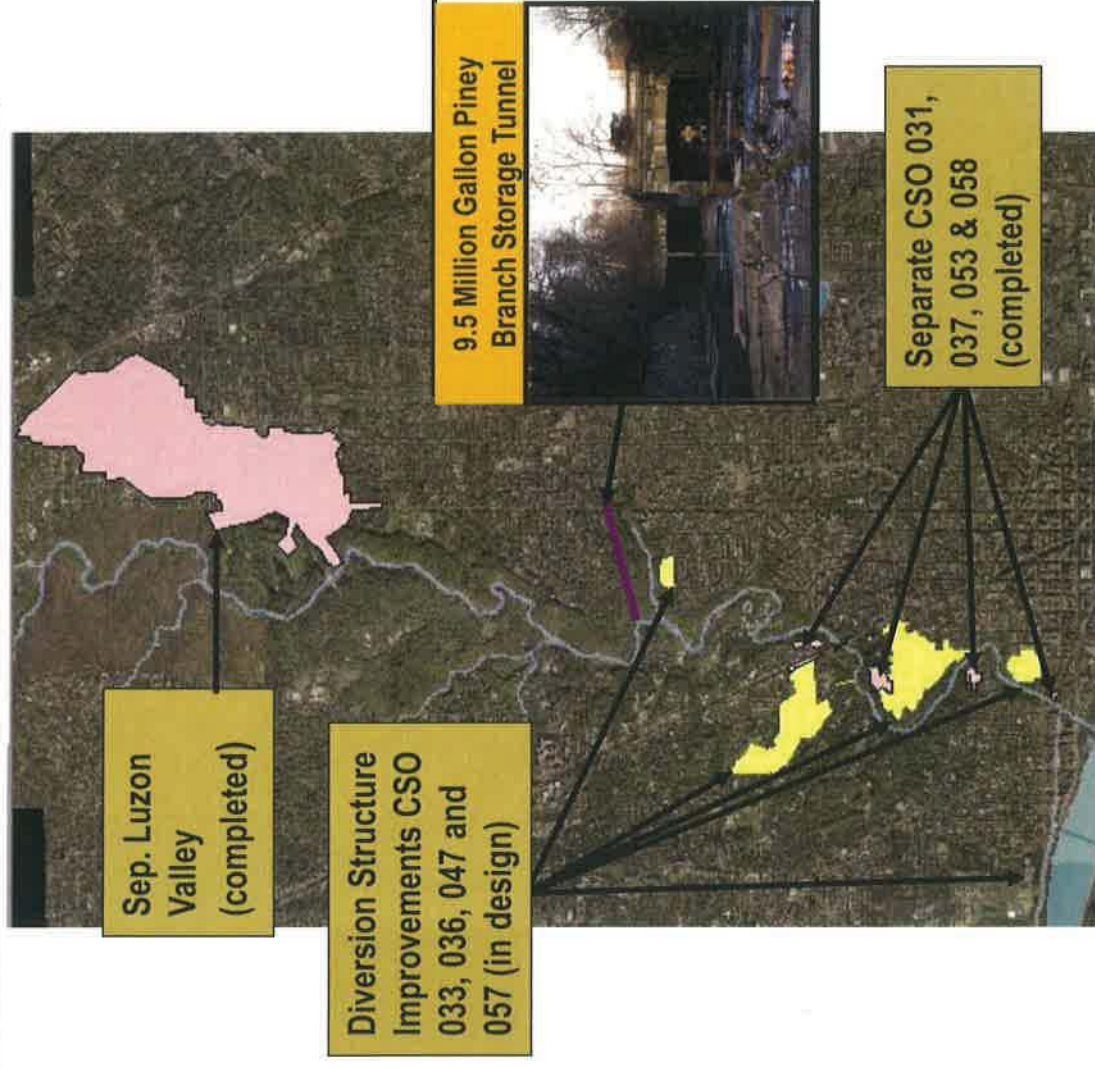 Sep. Luzon
Valley
(completed)
Diversion Structure
Improvements CSO
033, 036, 047 and
057 (in design)
9.5 Million Gallon Piney
Branch Storage Tunnel
Separate CSO 031,
037, 053 & 058
(completed)